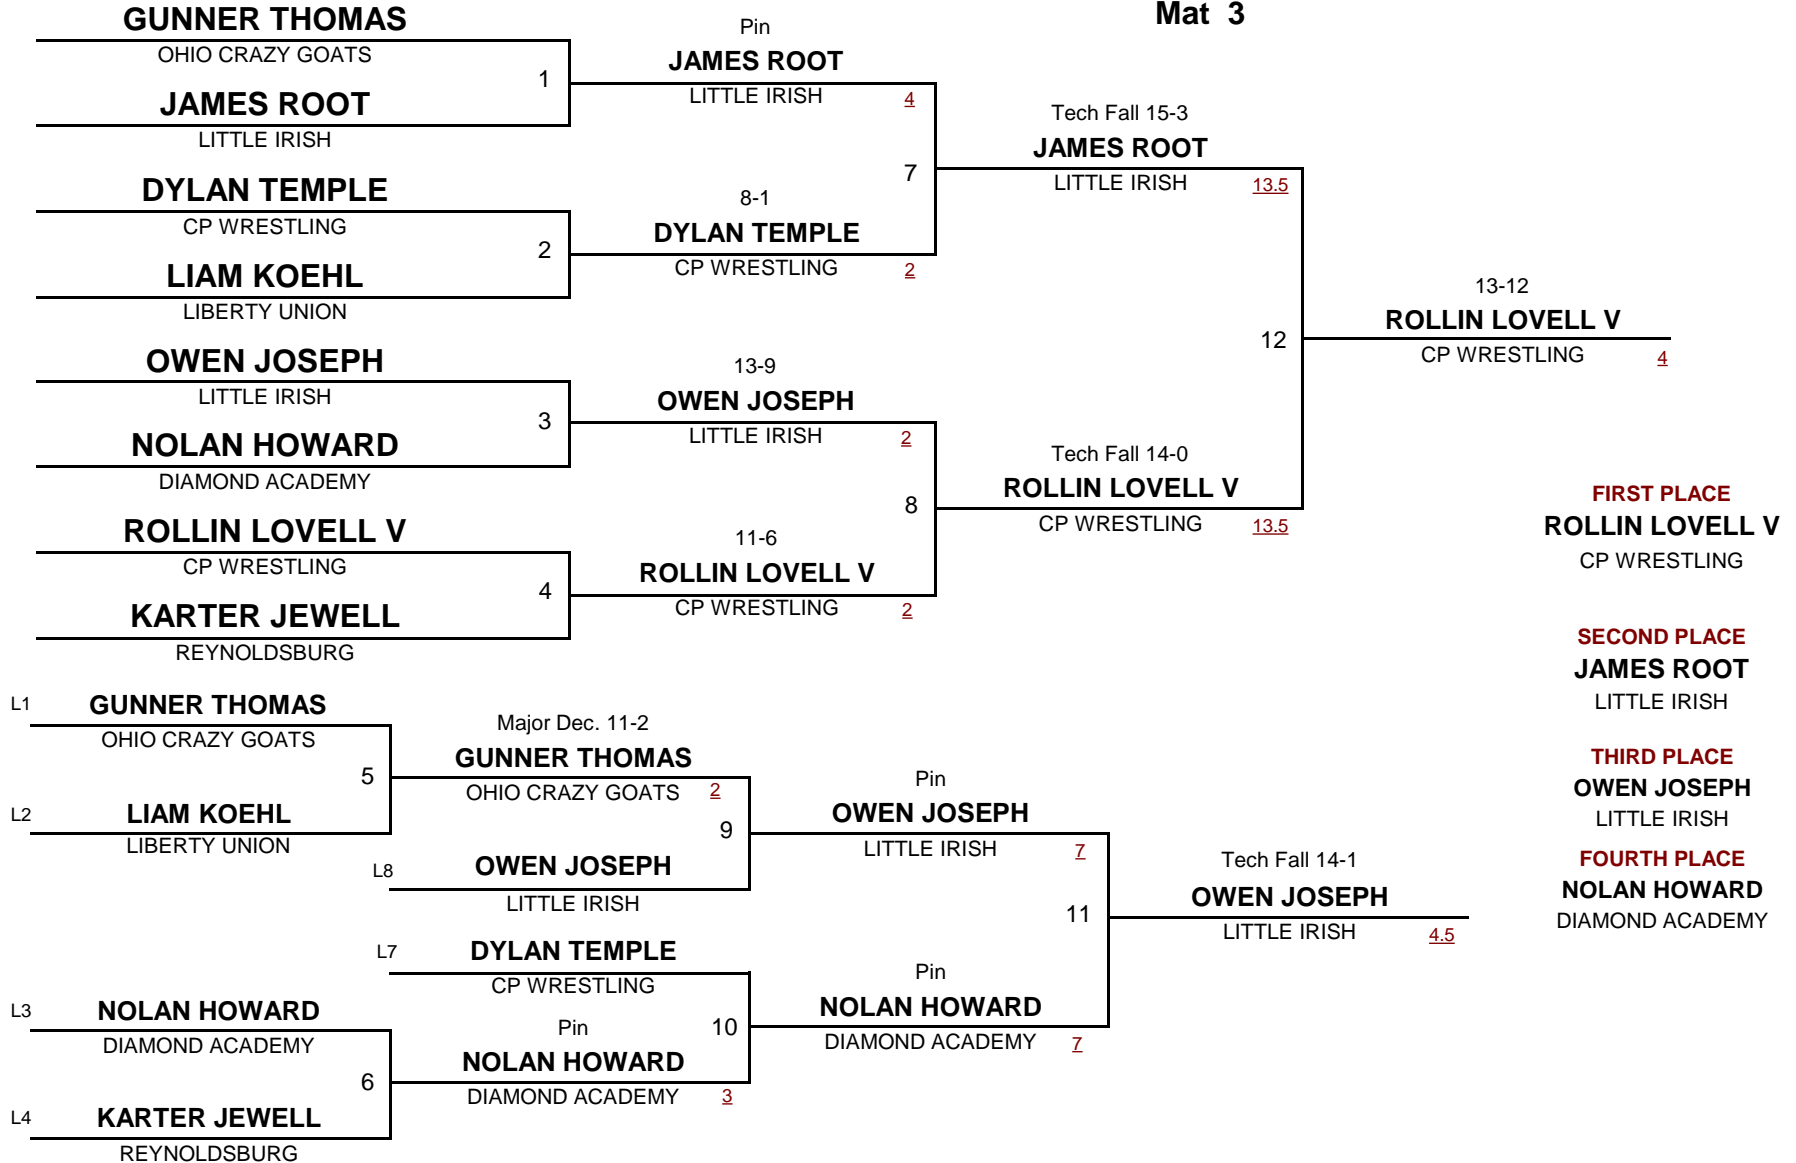 Mat 3
GUNNER THOMAS
OHIO CRAZY GOATS
1
JAMES ROOT
LITTLE IRISH
DYLAN TEMPLE
CP WRESTLING
2
LIAM KOEHL
LIBERTY UNION
OWEN JOSEPH
LITTLE IRISH
3
NOLAN HOWARD
DIAMOND ACADEMY
ROLLIN LOVELL V
CP WRESTLING
4
KARTER JEWELL
REYNOLDSBURG
Pin
JAMES ROOT
LITTLE IRISH 4
7
8-1
DYLAN TEMPLE
CP WRESTLING 2
13-9
OWEN JOSEPH
LITTLE IRISH 2
8
11-6
ROLLIN LOVELL V
CP WRESTLING 2
Tech Fall 15-3
JAMES ROOT
LITTLE IRISH 13.5
12
Tech Fall 14-0
ROLLIN LOVELL V
CP WRESTLING 13.5
13-12
ROLLIN LOVELL V
CP WRESTLING 4
FIRST PLACE
ROLLIN LOVELL V
CP WRESTLING
SECOND PLACE
JAMES ROOT
LITTLE IRISH
THIRD PLACE
OWEN JOSEPH
LITTLE IRISH
FOURTH PLACE
NOLAN HOWARD
DIAMOND ACADEMY
L1 GUNNER THOMAS
OHIO CRAZY GOATS
5
L2 LIAM KOEHL
LIBERTY UNION
L3 NOLAN HOWARD
DIAMOND ACADEMY
6
L4 KARTER JEWELL
REYNOLDSBURG
Major Dec. 11-2
GUNNER THOMAS
OHIO CRAZY GOATS 2
9
L8 OWEN JOSEPH
LITTLE IRISH
L7 DYLAN TEMPLE
CP WRESTLING
Pin 10
NOLAN HOWARD
DIAMOND ACADEMY 3
Pin
OWEN JOSEPH
LITTLE IRISH 7
11
Pin
NOLAN HOWARD
DIAMOND ACADEMY 7
Tech Fall 14-1
OWEN JOSEPH
LITTLE IRISH 4.5